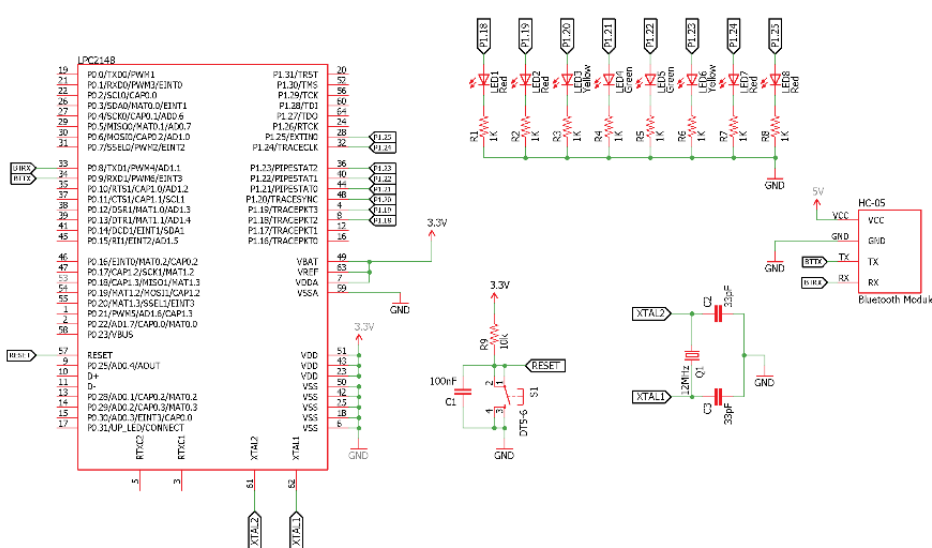 LPC2148
19 P0.0/TXD0/PWM1
21 P0.1/RXD0/PWM3/EINT0
22 P0.2/SCL0/CAP0.0
26 P0.3/SDA0/MAT0.0/EINT1
27 P0.4/SCK0/CAP0.1/AD0.6
29 P0.5/MISO0/MAT0.1/AD0.7
30 P0.6/MOSI0/CAP0.2/AD1.0
31 P0.7/SSEL0/PWM2/EINT2
BTRX 33 P0.8/TXD1/PWM4/AD1.1
BTTX 34 P0.9/RXD1/PWM6/EINT3
35 P0.10/RTS1/CAP1.0/AD1.2
37 P0.11/CTS1/CAP1.1/SCL1
38 P0.12/DSR1/MAT1.0/AD1.3
39 P0.13/DTR1/MAT1.1/AD1.4
41 P0.14/DCD1/EINT1/SDA1
45 P0.15/RI1/EINT2/AD1.5
46 P0.16/EINT0/MAT0.2/CAP0.2
47 P0.17/CAP1.2/SCK1/MAT1.2
53 P0.18/CAP1.3/MISO1/MAT1.3
54 P0.19/MAT1.2/MOSI1/CAP1.2
55 P0.20/MAT1.3/SSEL1/EINT3
1 P0.21/PWM5/AD1.6/CAP1.3
2 P0.22/AD1.7/CAP0.0/MAT0.0
58 P0.23/VBUS
RESET 57 RESET
9 P0.25/AD0.4/AOUT
10 D+
11 D-
13 P0.28/AD0.1/CAP0.2/MAT0.2
14 P0.29/AD0.2/CAP0.3/MAT0.3
15 P0.30/AD0.3/EINT3/CAP0.0
17 P0.31/UP_LED/CONNECT
P1.31/TRST 20
P1.30/TMS 52
P1.29/TCK 56
P1.28/TDI 60
P1.27/TDO 64
P1.26/RTCK 24
P1.25/EXTIN0 28 P1.25
P1.24/TRACECLK 32 P1.24
P1.23/PIPESTAT2 36 P1.23
P1.22/PIPESTAT1 40 P1.22
P1.21/PIPESTAT0 44 P1.21
P1.20/TRACESYNC 48 P1.20
P1.19/TRACEPKT3 4 P1.19
P1.18/TRACEPKT2 8 P1.18
P1.17/TRACEPKT1 12
P1.16/TRACEPKT0 16
VBAT 49
VREF 63
VDDA 7
VSSA 59
3.3V
GND
3.3V
VDD 51
VDD 43
VDD 23
VSS 50
VSS 42
VSS 25
VSS 18
VSS 6
GND
RTXC2 5
RTXC1 3
XTAL2 61
XTAL1 62
XTAL2
XTAL1
P1.18 P1.19 P1.20 P1.21 P1.22 P1.23 P1.24 P1.25
LED1 Red
LED2 Red
LED3 Yellow
LED4 Green
LED5 Green
LED6 Yellow
LED7 Red
LED8 Red
R1 1K
R2 1K
R3 1K
R4 1K
R5 1K
R6 1K
R7 1K
R8 1K
GND
5V
HC-05
VCC VCC
GND GND
GND
BTTX TX TX
BTRX RX RX
Bluetooth Module
3.3V
R9 10k
RESET
100nF
C1
2 1
4 3
S1
DTS-6
GND
XTAL2
C2 33pF
12MHz Q1
GND
XTAL1
C3 33pF